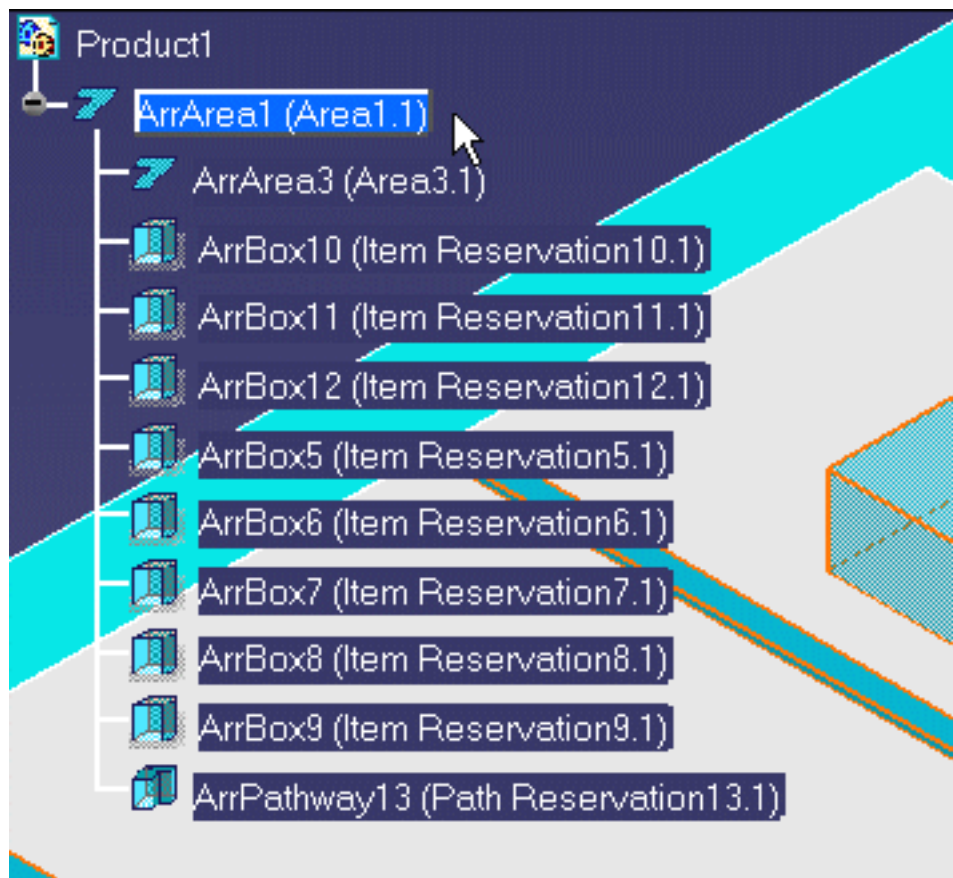 Product1
ArrArea1 (Area1.1)
ArrArea3 (Area3.1)
ArrBox10 (Item Reservation10.1)
ArrBox11 (Item Reservation11.1)
ArrBox12 (Item Reservation12.1)
ArrBox5 (Item Reservation5.1)
ArrBox6 (Item Reservation6.1)
ArrBox7 (Item Reservation7.1)
ArrBox8 (Item Reservation8.1)
ArrBox9 (Item Reservation9.1)
ArrPathway13 (Path Reservation13.1)